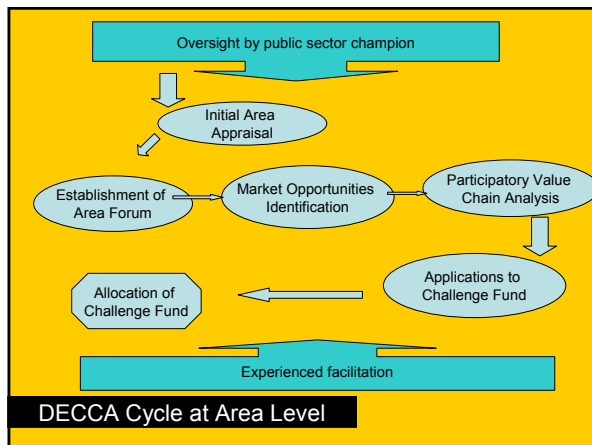 Oversight by public sector champion
Initial Area
Appraisal
Establishment of
Area Forum
Market Opportunities
Identification
Participatory Value
Chain Analysis
Applications to
Challenge Fund
Allocation of
Challenge Fund
Experienced facilitation
DECCA Cycle at Area Level